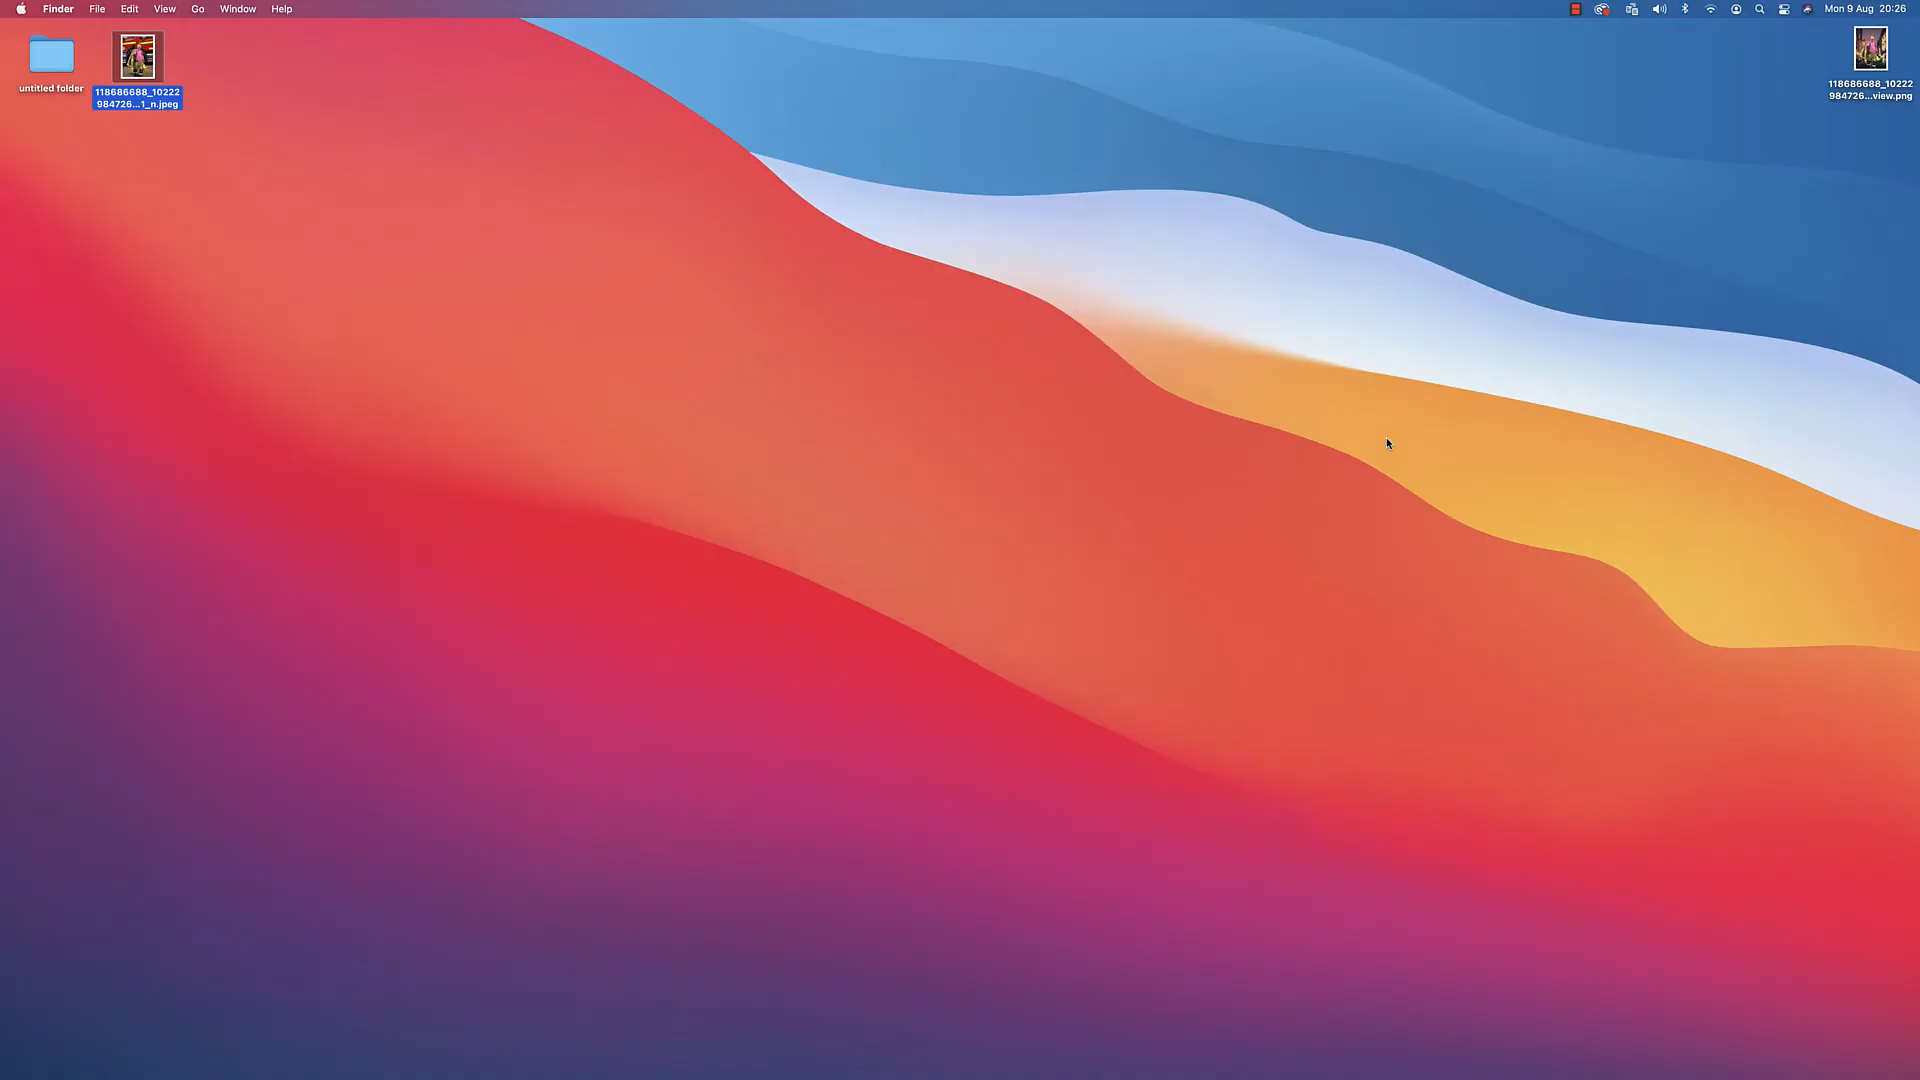 Finder File Edit View Go Window Help
Mon 9 Aug 20:26
untitled folder
118686688_10222
984726...1_n.jpeg
118686688_10222
984726...view.png